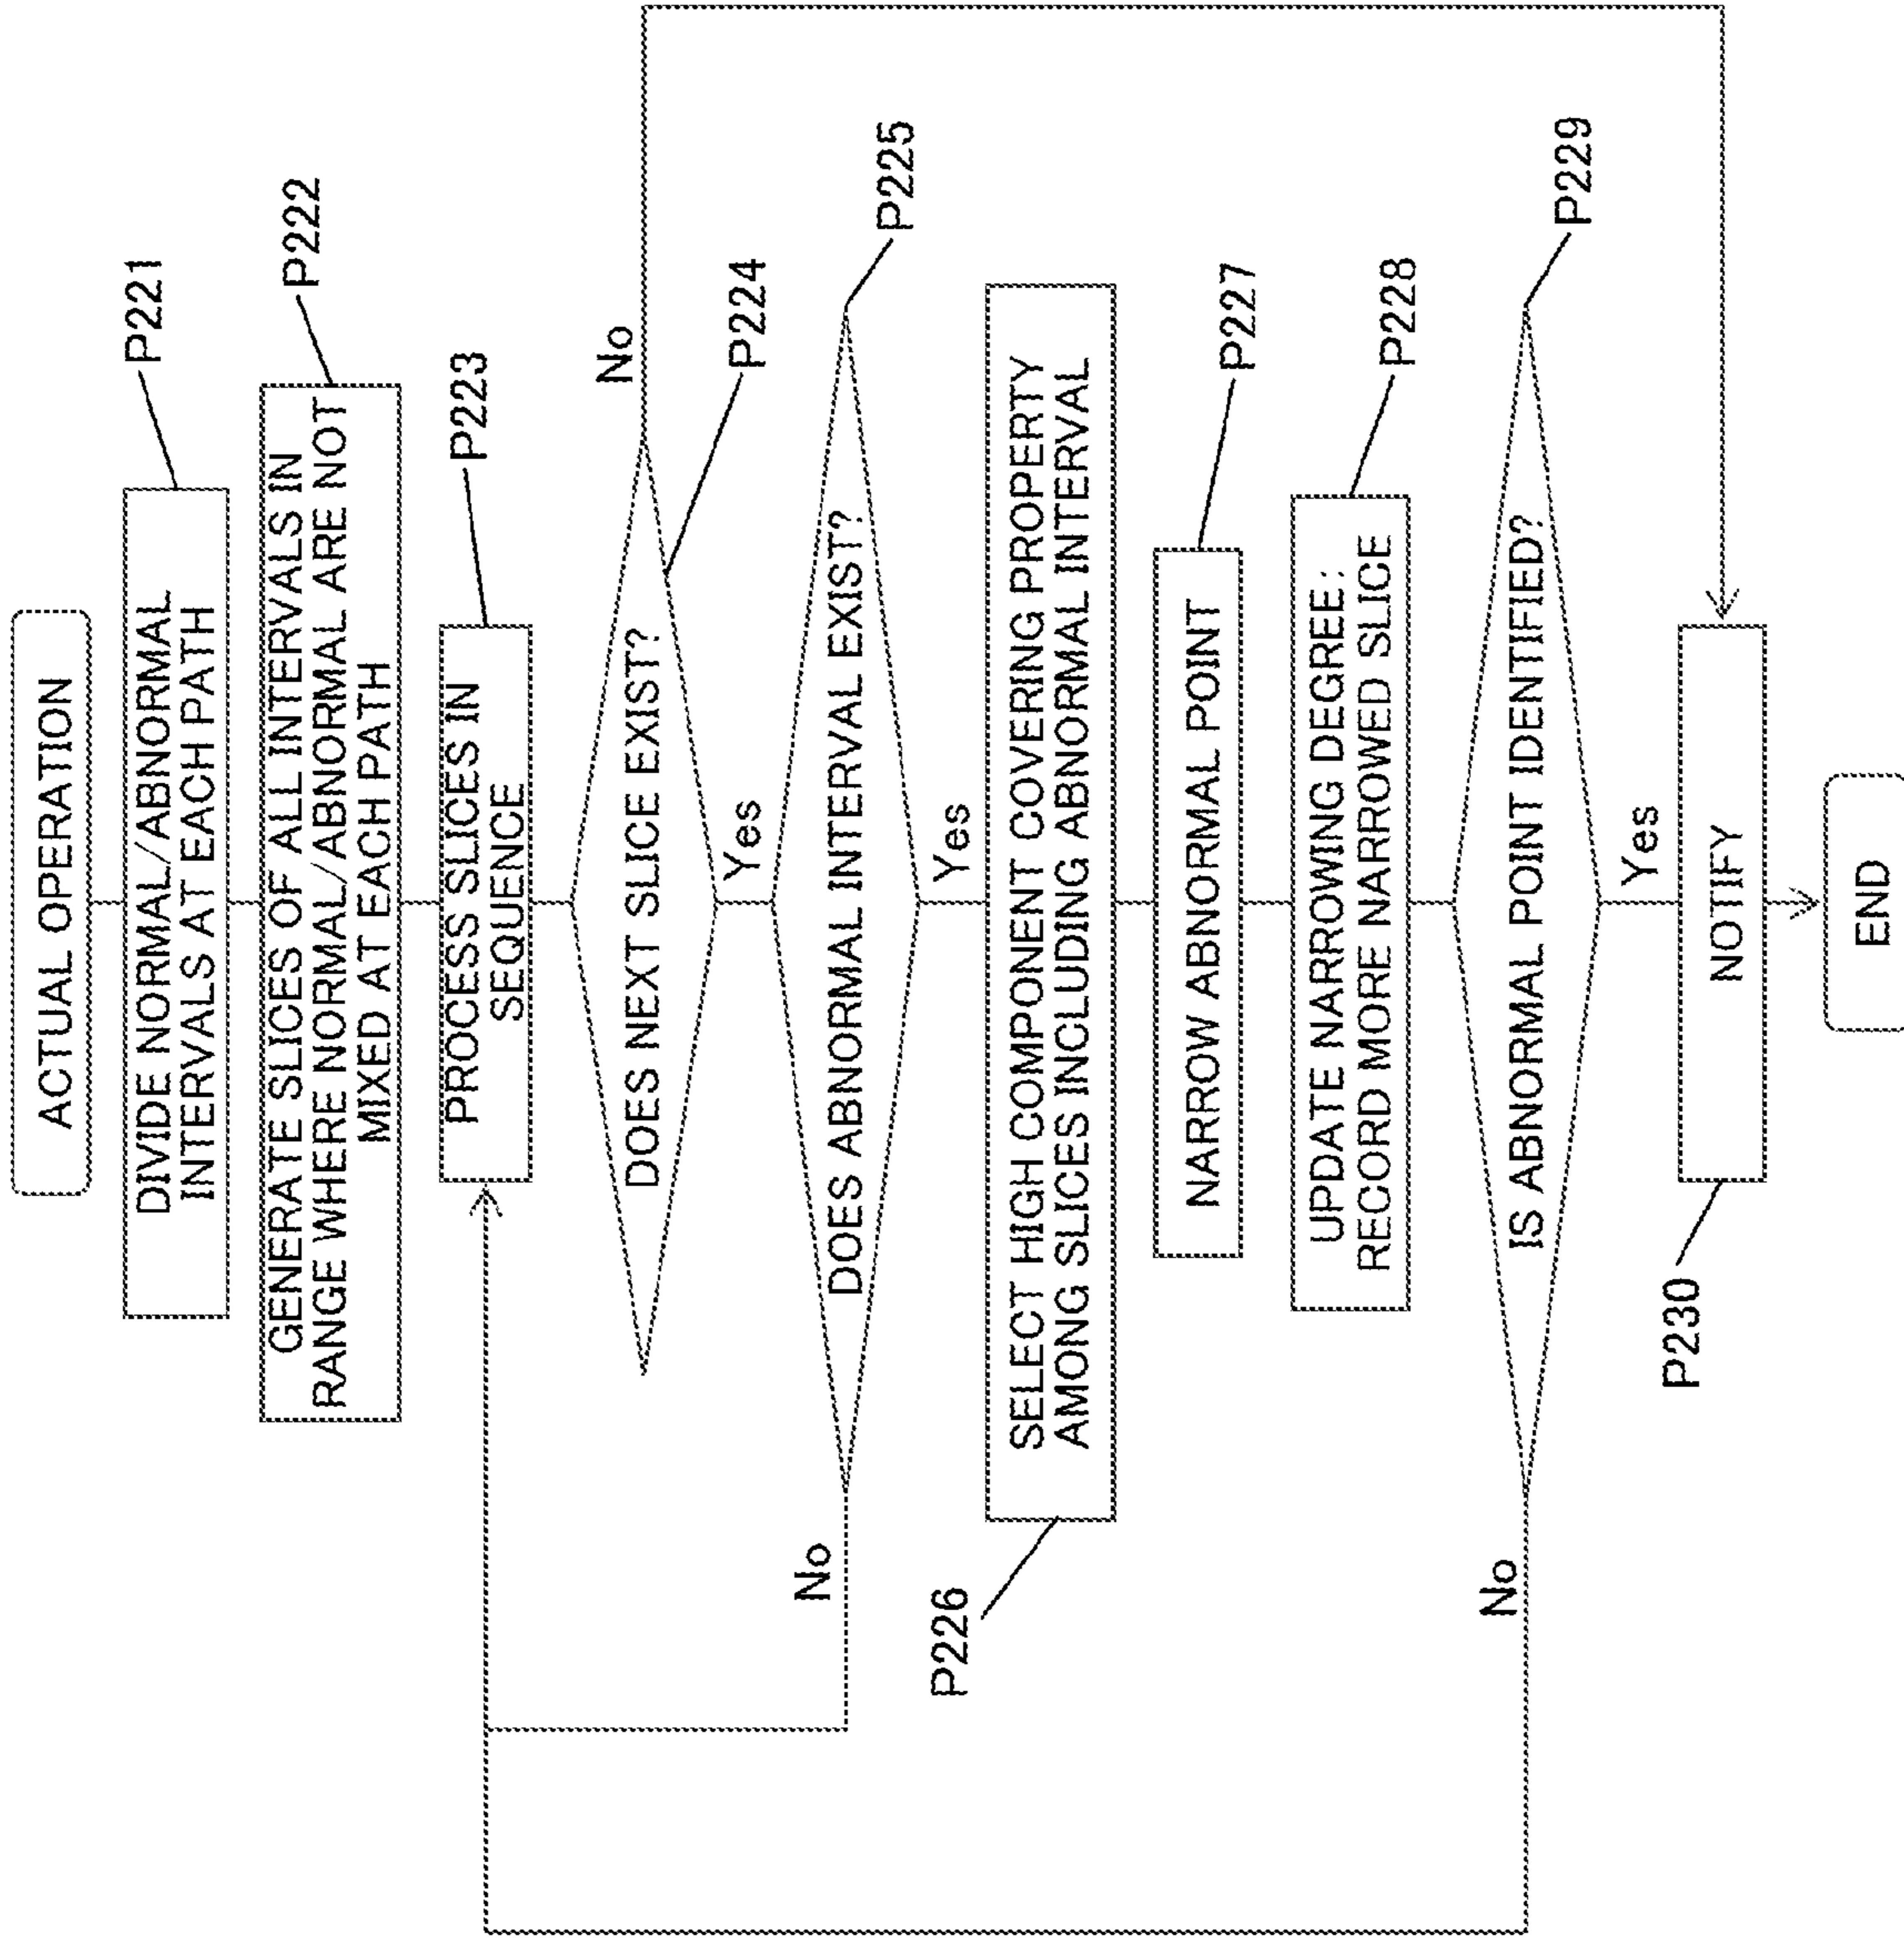 ACTUAL OPERATION
DIVIDE NORMAL/ABNORMAL
INTERVALS AT EACH PATH
P221
GENERATE SLICES OF ALL INTERVALS IN
RANGE WHERE NORMAL/ABNORMAL ARE NOT
MIXED AT EACH PATH
P222
PROCESS SLICES IN
SEQUENCE
P223
DOES NEXT SLICE EXIST?
No
P224
Yes
DOES ABNORMAL INTERVAL EXIST?
P225
No
Yes
SELECT HIGH COMPONENT COVERING PROPERTY
AMONG SLICES INCLUDING ABNORMAL INTERVAL
P226
NARROW ABNORMAL POINT
P227
UPDATE NARROWING DEGREE:
RECORD MORE NARROWED SLICE
P228
IS ABNORMAL POINT IDENTIFIED?
P229
No
Yes
NOTIFY
P230
END